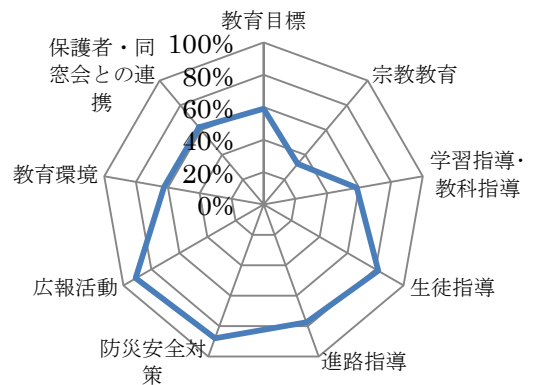 教育目標
宗教教育
学習指導・
教科指導
生徒指導
進路指導
防災安全対
策
広報活動
教育環境
保護者・同
窓会との連
携
100%
80%
60%
40%
20%
0%